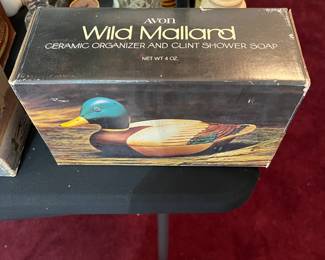 AVON
Wild Mallard
CERAMIC ORGANIZER AND CLINT SHOWER SOAP
NET WT 4 OZ.